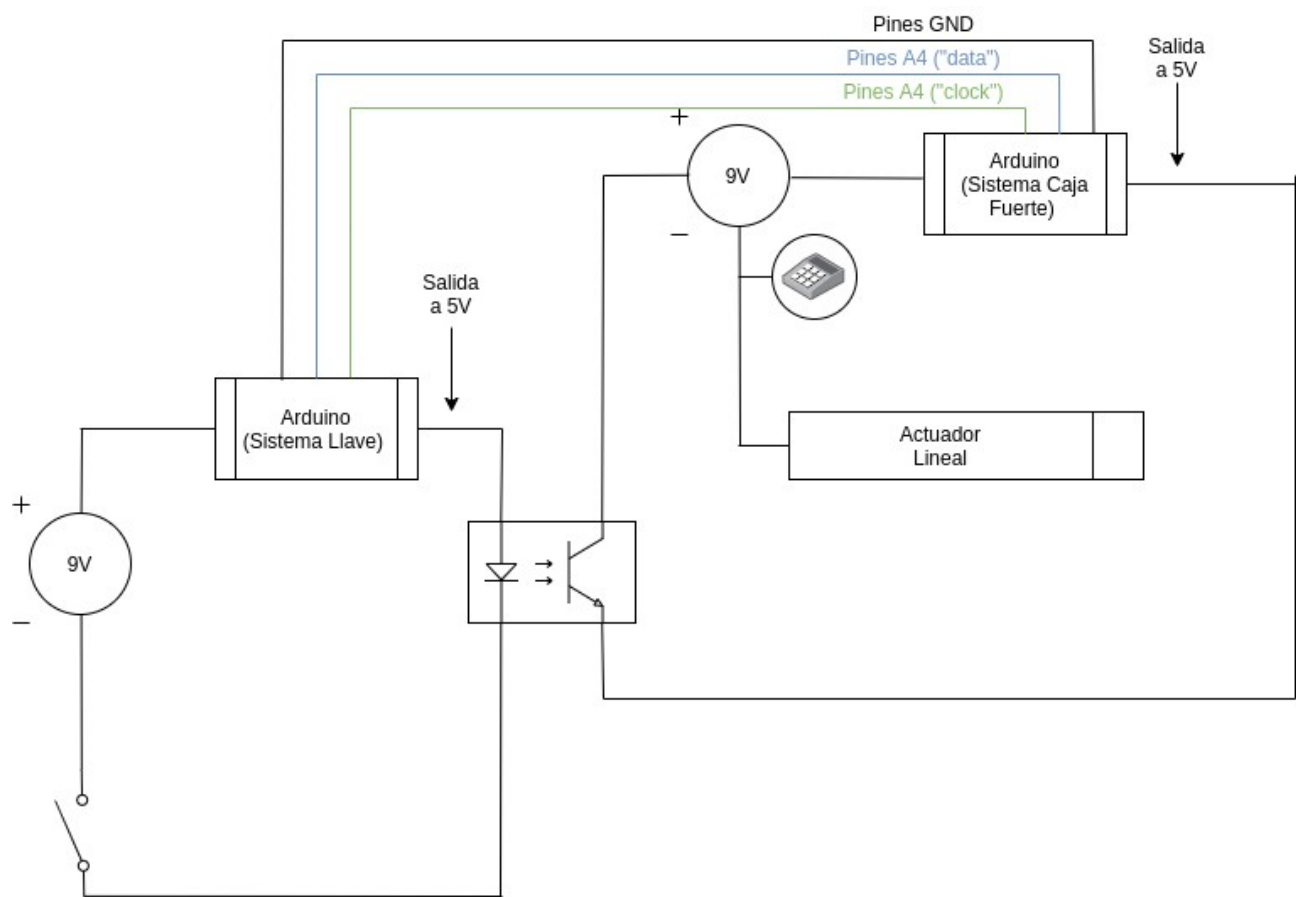 Pines GND
Pines A4 ("data")
Pines A4 ("clock")
Salida
a 5V
+
9V
−
Arduino
(Sistema Caja
Fuerte)
Salida
a 5V
Arduino
(Sistema Llave)
Actuador
Lineal
+
9V
−